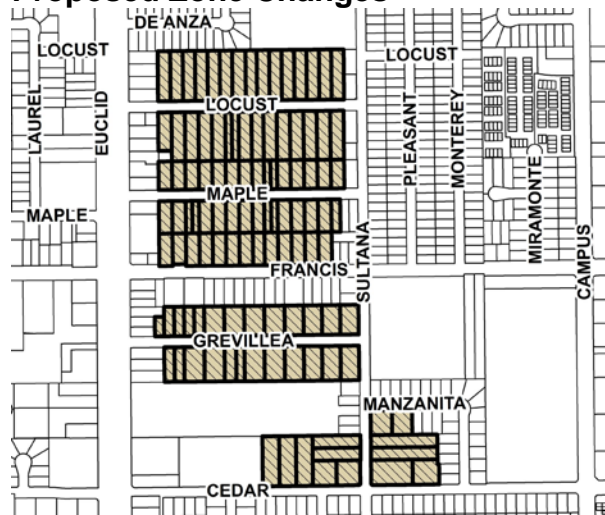 Proposed Zone Changes
DE ANZA
LOCUST
LOCUST
LOCUST
LAUREL
EUCLID
PLEASANT
MONTEREY
MIRAMONTE
CAMPUS
MAPLE
MAPLE
SULTANA
FRANCIS
GREVILLEA
MANZANITA
CEDAR